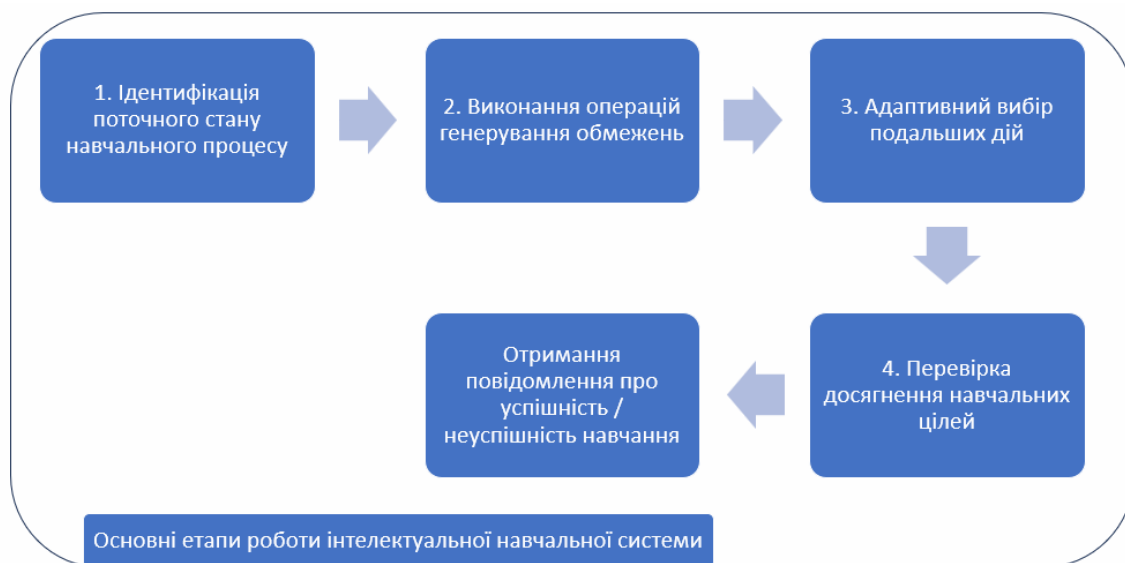 1. Ідентифікація
поточного стану
навчального процесу
2. Виконання операцій
генерування обмежень
3. Адаптивний вибір
подальших дій
4. Перевірка
досягнення навчальних
цілей
Отримання
повідомлення про
успішність /
неуспішність навчання
Основні етапи роботи інтелектуальної навчальної системи